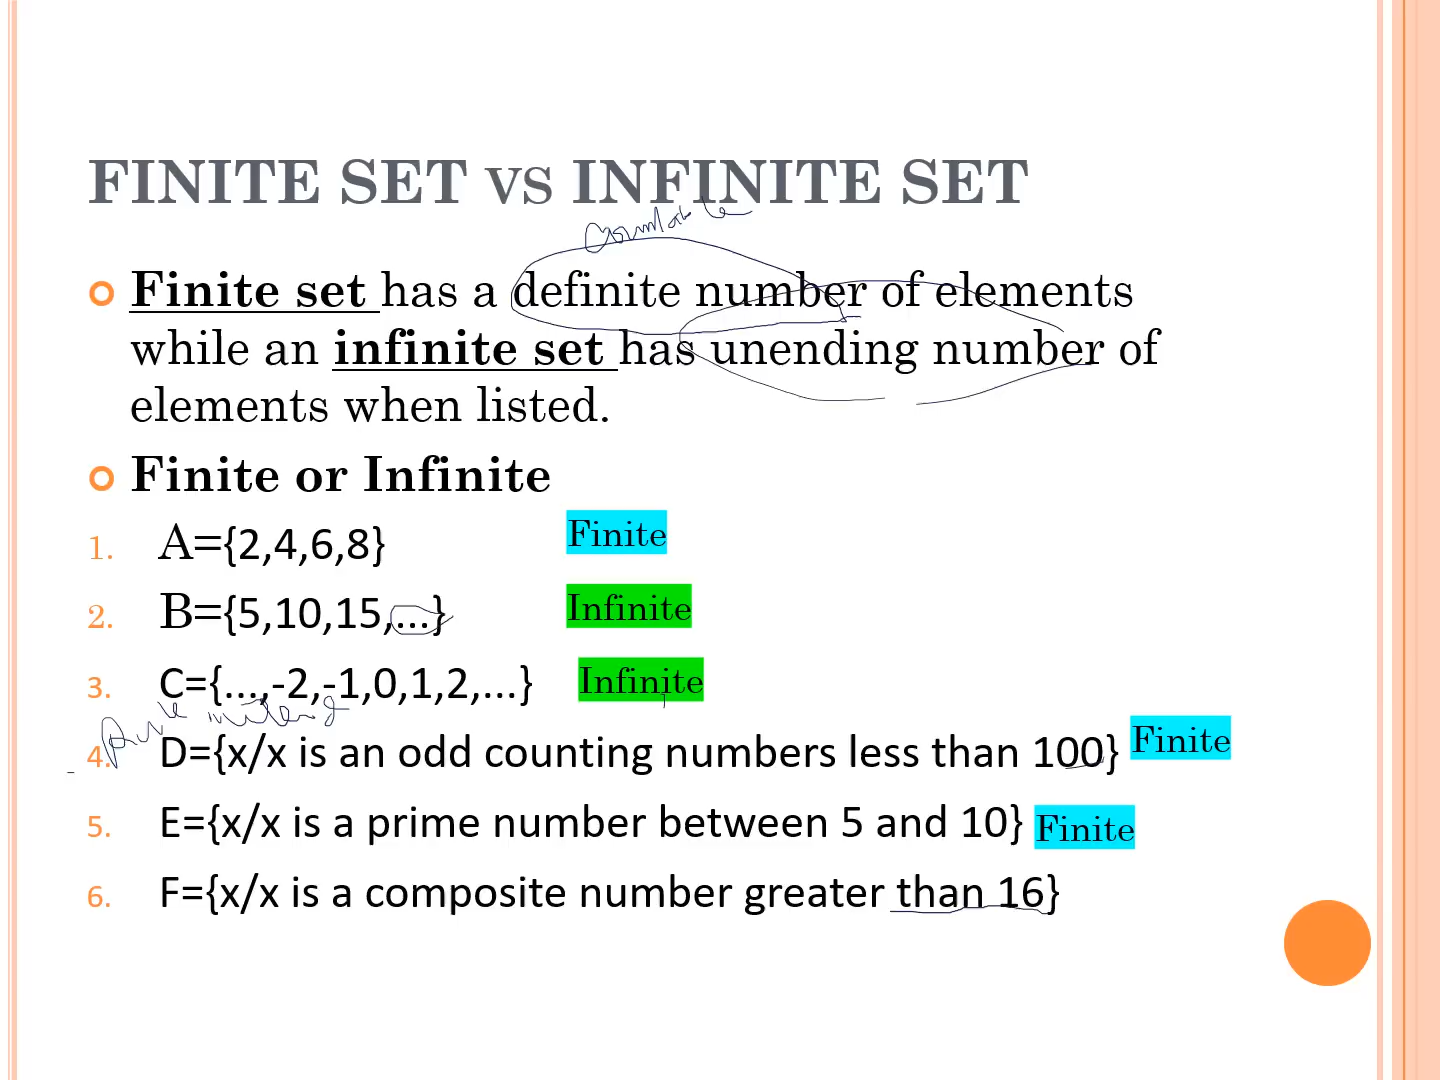 FINITE SET VS INFINITE SET
countable
Finite set has a definite number of elements
while an infinite set has unending number of
elements when listed.
Finite or Infinite
1. A={2,4,6,8} Finite
2. B={5,10,15,...} Infinite
3. C={...,-2,-1,0,1,2,...} Infinite
4. D={x/x is an odd counting numbers less than 100} Finite
5. E={x/x is a prime number between 5 and 10} Finite
6. F={x/x is a composite number greater than 16}